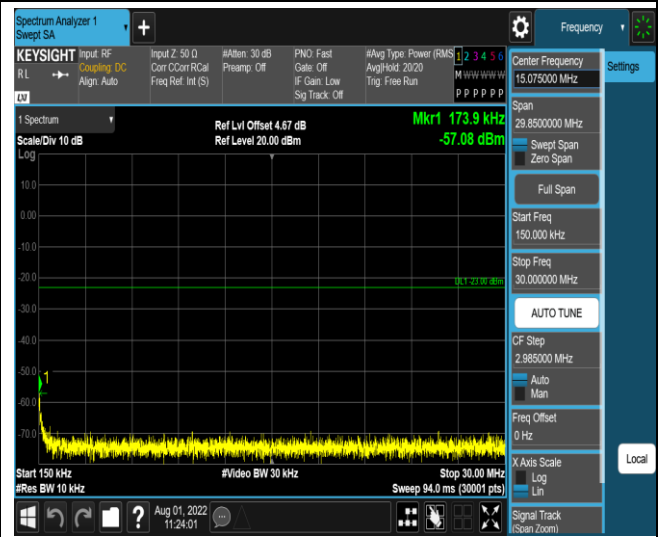 Spectrum Analyzer 1
Swept SA
+
Frequency
KEYSIGHT
RL
LXI
Input: RF
Coupling: DC
Align: Auto
Input Z: 50 Ω
Corr CCorr RCal
Freq Ref: Int (S)
#Atten: 30 dB
Preamp: Off
PNO: Fast
Gate: Off
IF Gain: Low
Sig Track: Off
#Avg Type: Power (RMS
Avg|Hold: 20/20
Trig: Free Run
1 2 3 4 5 6
M W W W W W
P P P P P P
1 Spectrum
Scale/Div 10 dB
Log
Ref Lvl Offset 4.67 dB
Ref Level 20.00 dBm
Mkr1 173.9 kHz
-57.08 dBm
10.0
0.00
-10.0
-20.0
DL1 -23.00 dBm
-30.0
-40.0
-50.0
1
-60.0
-70.0
Start 150 kHz
#Res BW 10 kHz
#Video BW 30 kHz
Stop 30.00 MHz
Sweep 94.0 ms (30001 pts)
Aug 01, 2022
11:24:01
?
Center Frequency
15.075000 MHz
Span
29.8500000 MHz
Swept Span
Zero Span
Full Span
Start Freq
150.000 kHz
Stop Freq
30.000000 MHz
AUTO TUNE
CF Step
2.985000 MHz
Auto
Man
Freq Offset
0 Hz
X Axis Scale
Log
Lin
Signal Track
(Span Zoom)
Settings
Local